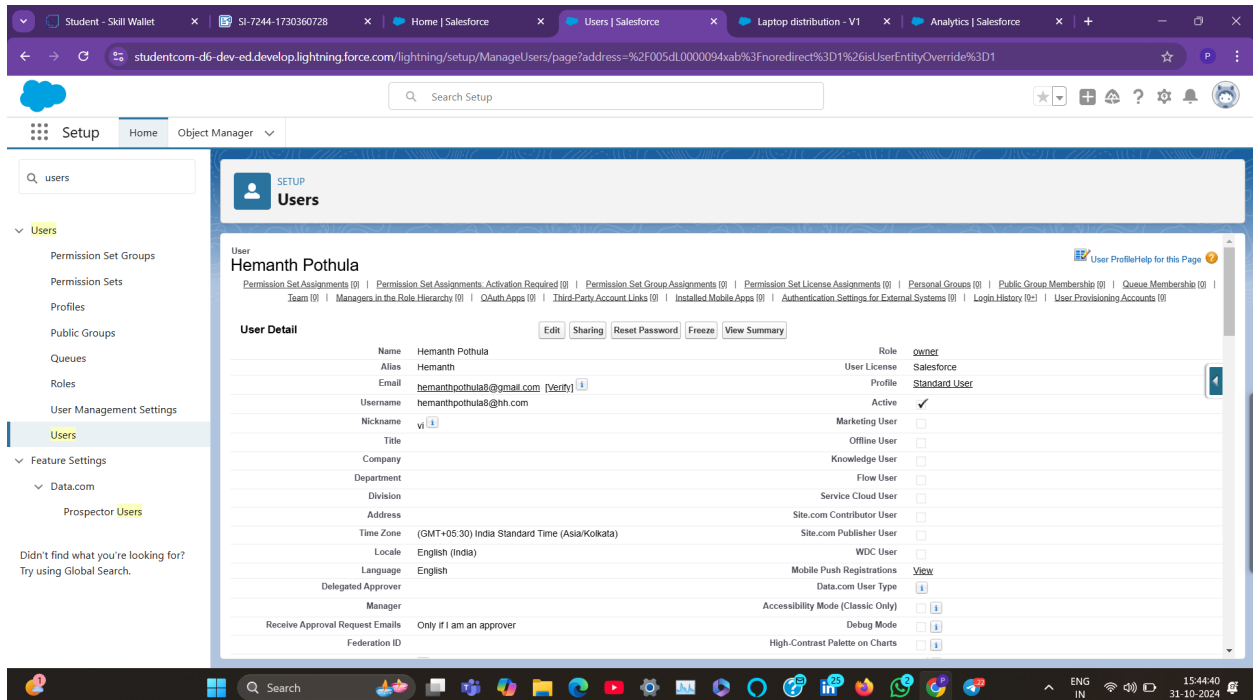 Student - Skill Wallet
SI-7244-1730360728
Home | Salesforce
Users | Salesforce
Laptop distribution - V1
Analytics | Salesforce
studentcom-d6-dev-ed.develop.lightning.force.com/lightning/setup/ManageUsers/page?address=%2F005dL0000094xab%3Fnoredirect%3D1%26isUserEntityOverride%3D1
P
Search Setup
Setup
Home
Object Manager
users
Users
Permission Set Groups
Permission Sets
Profiles
Public Groups
Queues
Roles
User Management Settings
Users
Feature Settings
Data.com
Prospector Users
Didn't find what you're looking for?
Try using Global Search.
SETUP
Users
User
Hemanth Pothula
User ProfileHelp for this Page ?
Permission Set Assignments [0] | Permission Set Assignments: Activation Required [0] | Permission Set Group Assignments [0] | Permission Set License Assignments [0] | Personal Groups [0] | Public Group Membership [0] | Queue Membership [0] |
Team [0] | Managers in the Role Hierarchy [0] | OAuth Apps [0] | Third-Party Account Links [0] | Installed Mobile Apps [0] | Authentication Settings for External Systems [0] | Login History [0+] | User Provisioning Accounts [0]
User Detail
Edit Sharing Reset Password Freeze View Summary
Name Hemanth Pothula Role owner
Alias Hemanth User License Salesforce
Email hemanthpothula8@gmail.com [Verify] i Profile Standard User
Username hemanthpothula8@hh.com Active ✓
Nickname vi i Marketing User
Title Offline User
Company Knowledge User
Department Flow User
Division Service Cloud User
Address Site.com Contributor User
Time Zone (GMT+05:30) India Standard Time (Asia/Kolkata) Site.com Publisher User
Locale English (India) WDC User
Language English Mobile Push Registrations View
Delegated Approver Data.com User Type i
Manager Accessibility Mode (Classic Only) i
Receive Approval Request Emails Only if I am an approver Debug Mode i
Federation ID High-Contrast Palette on Charts i
Search
ENG
IN
15:44:40
31-10-2024